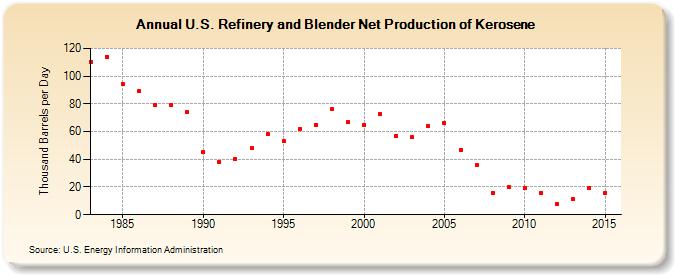 Annual U.S. Refinery and Blender Net Production of Kerosene
Thousand Barrels per Day
120
100
80
60
40
20
0
1985 1990 1995 2000 2005 2010 2015
Source: U.S. Energy Information Administration